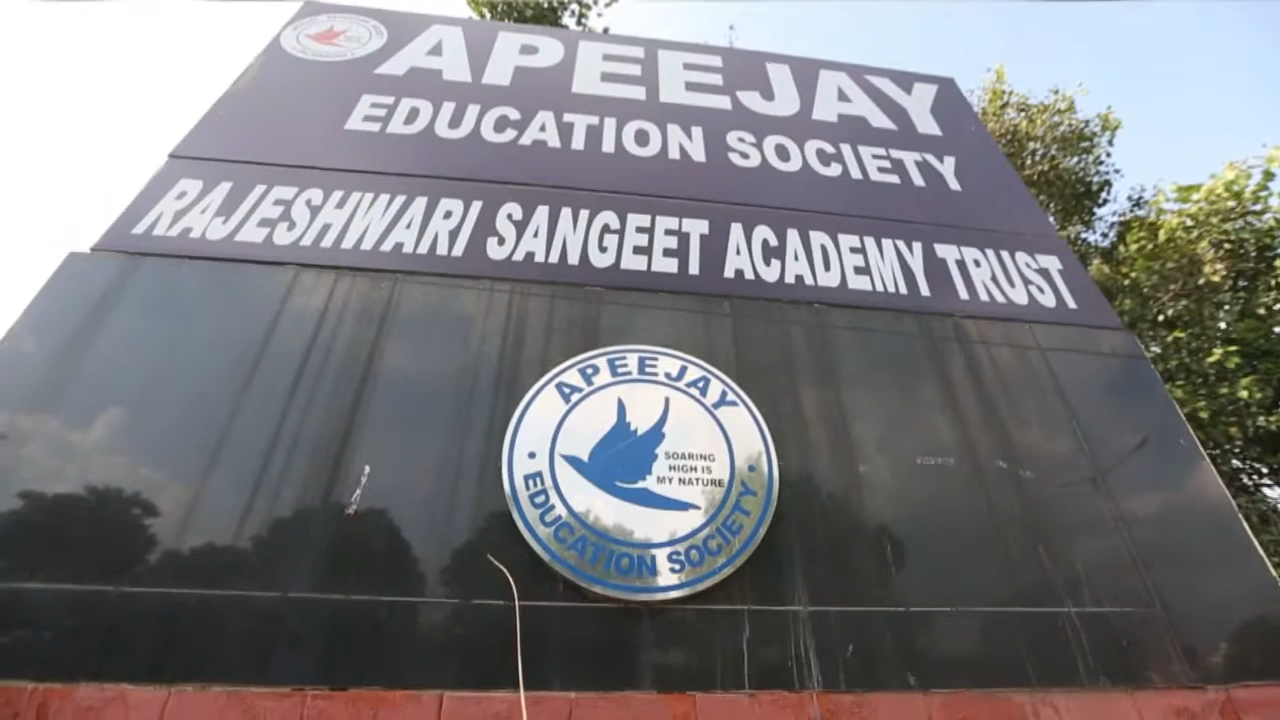 APEEJAY
EDUCATION SOCIETY
RAJESHWARI SANGEET ACADEMY TRUST
APEEJAY
SOARING
HIGH IS
MY NATURE
EDUCATION SOCIETY